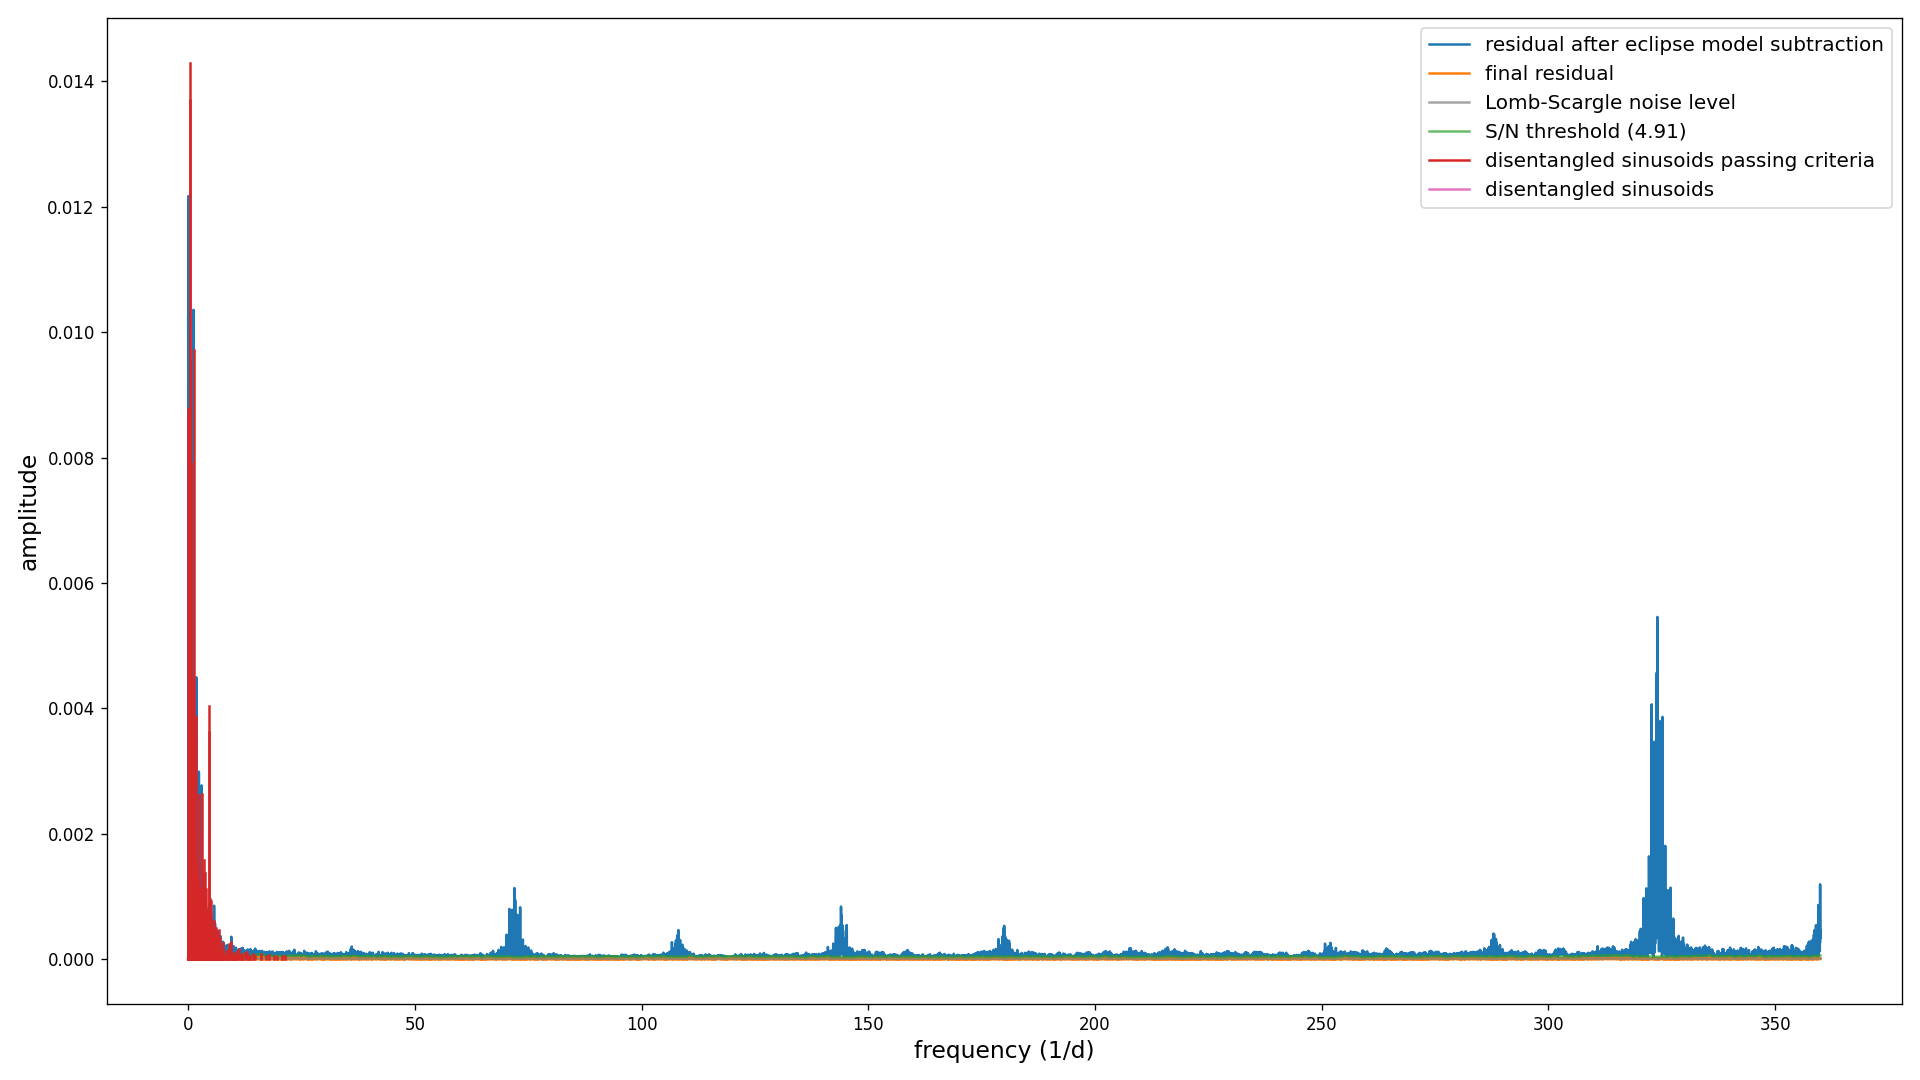 residual after eclipse model subtraction
final residual
Lomb-Scargle noise level
S/N threshold (4.91)
disentangled sinusoids passing criteria
disentangled sinusoids
0.014
0.012
0.010
0.008
0.006
0.004
0.002
0.000
amplitude
0 50 100 150 200 250 300 350
frequency (1/d)